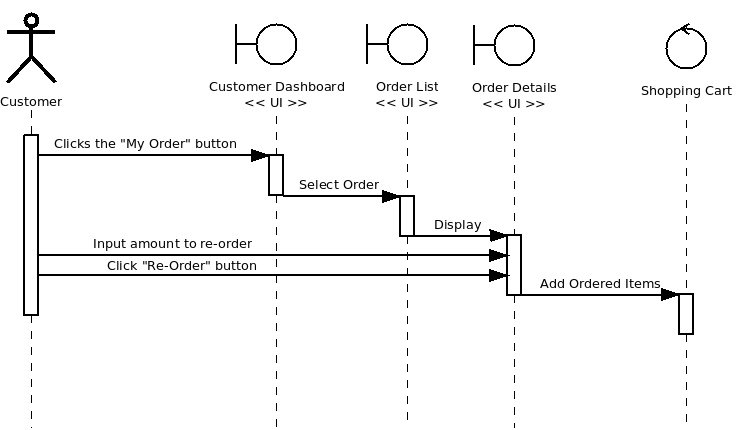 Customer
Customer Dashboard
<< UI >>
Order List
<< UI >>
Order Details
<< UI >>
Shopping Cart
Clicks the "My Order" button
Select Order
Display
Input amount to re-order
Click "Re-Order" button
Add Ordered Items